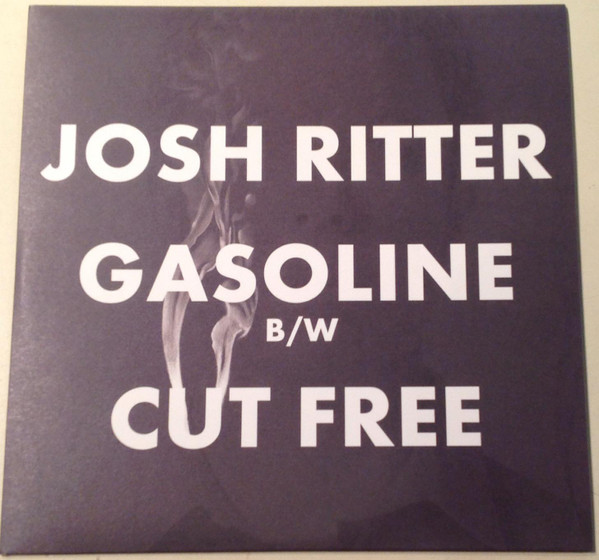 JOSH RITTER
GASOLINE
B/W
CUT FREE